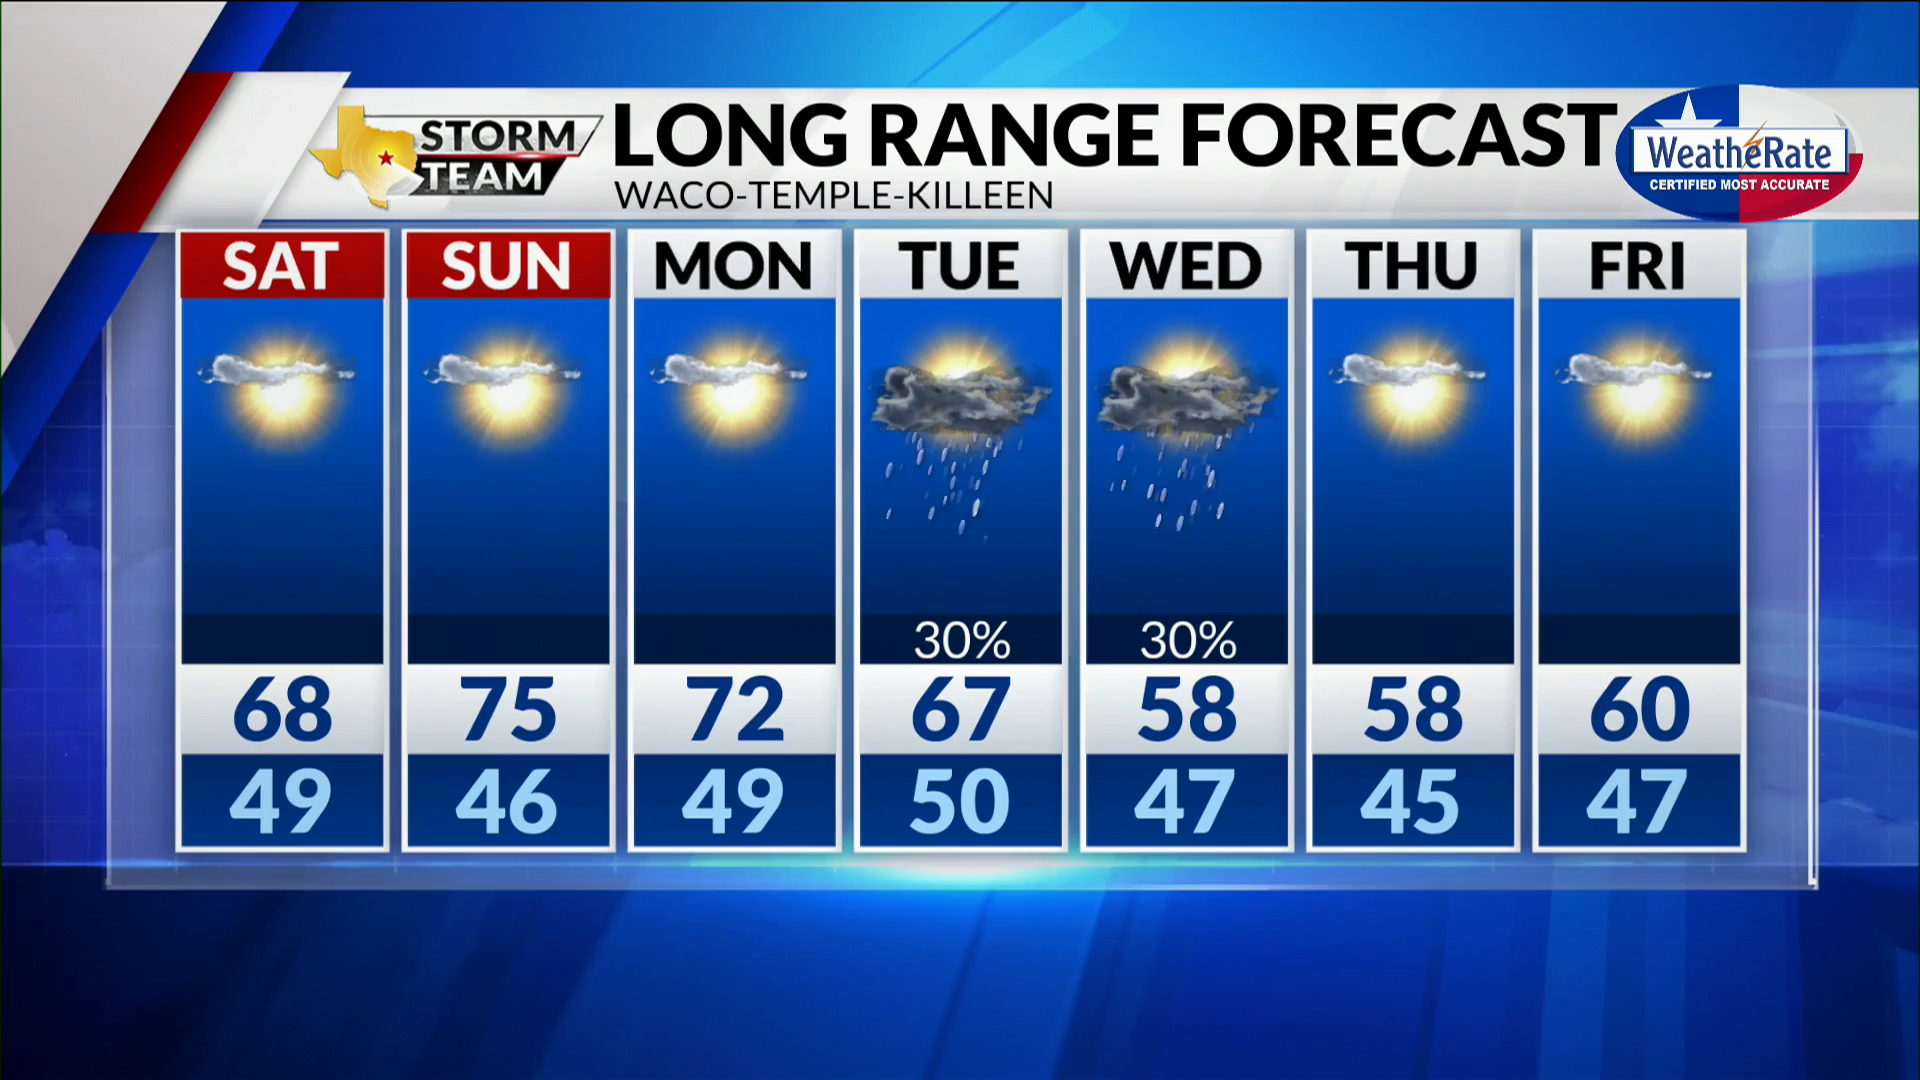 STORM
TEAM
LONG RANGE FORECAST
WACO-TEMPLE-KILLEEN
WeatheRate
CERTIFIED MOST ACCURATE
SAT SUN MON TUE WED THU FRI
30% 30%
68 75 72 67 58 58 60
49 46 49 50 47 45 47